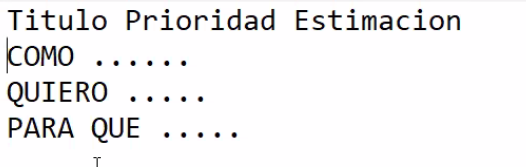 Titulo Prioridad Estimacion
COMO ......
QUIERO .....
PARA QUE .....